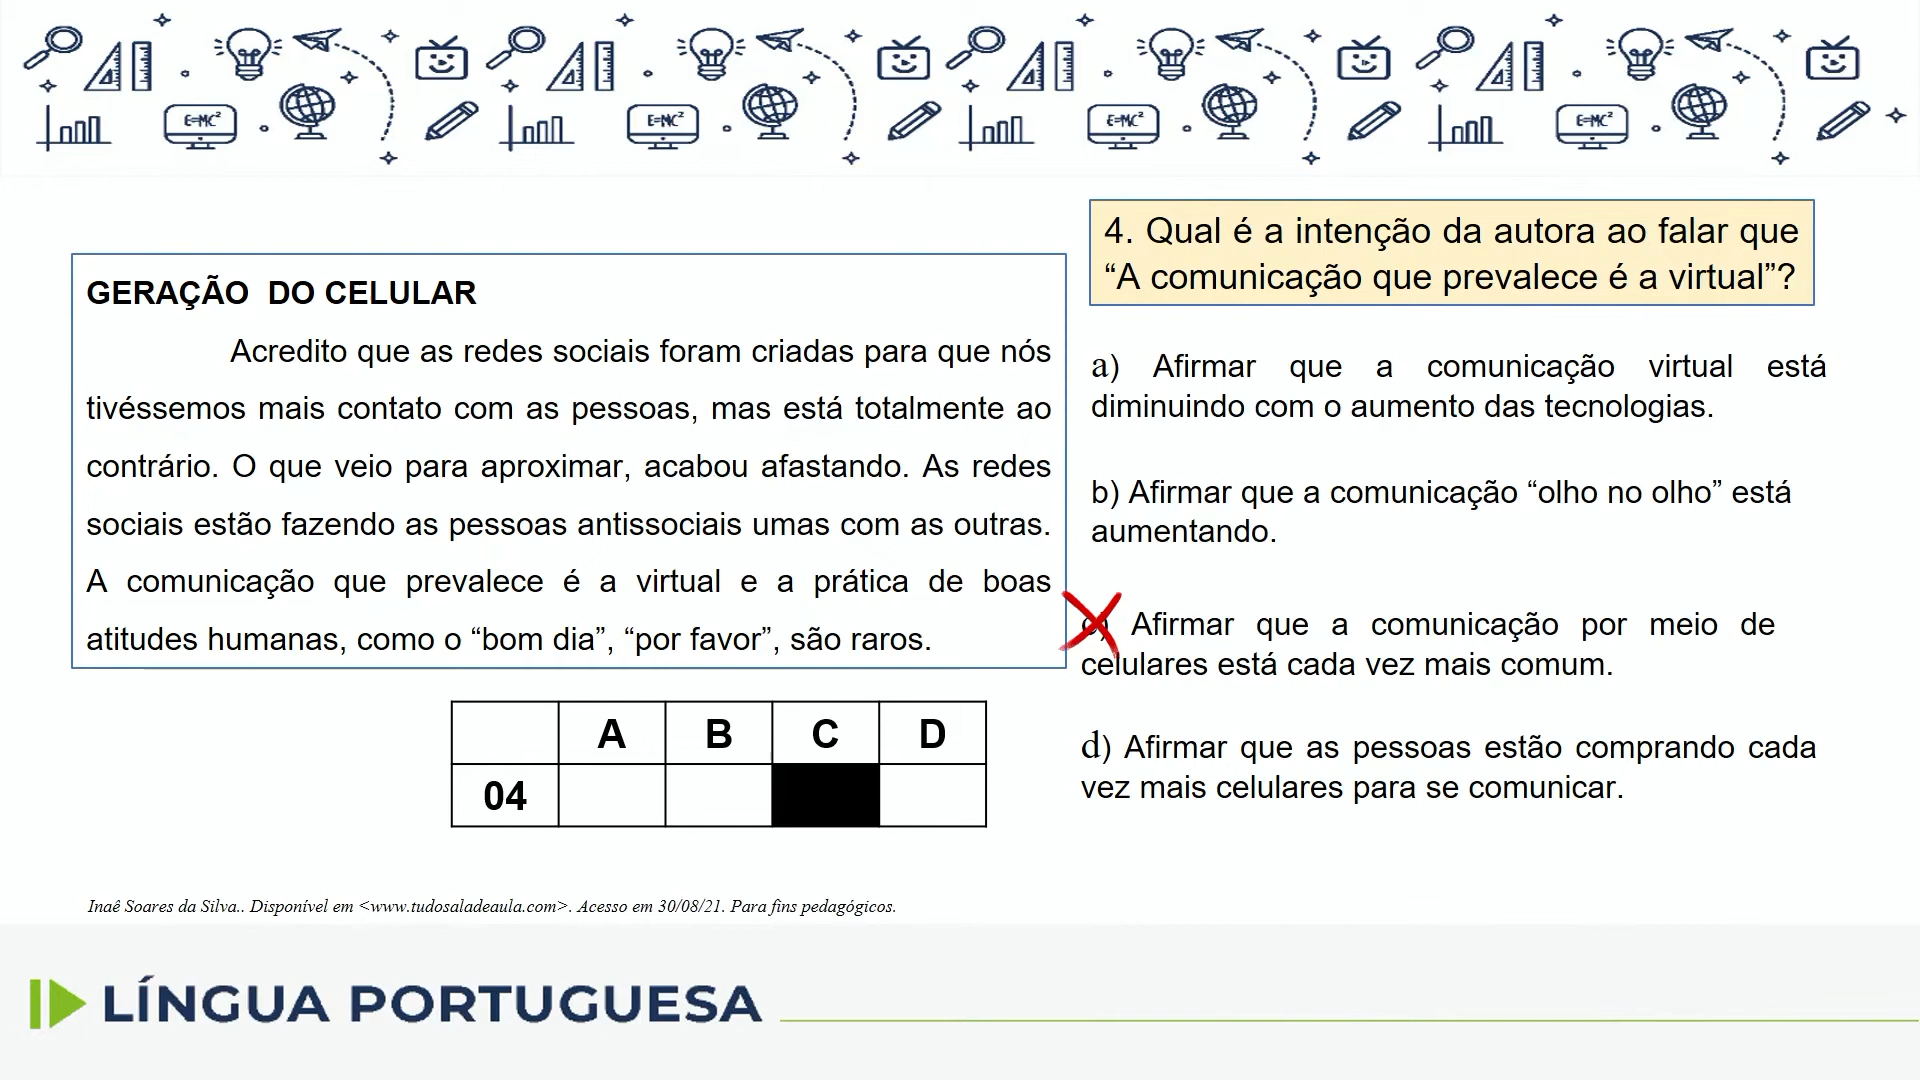 E=MC²
E=MC²
E=MC²
E=MC²
GERAÇÃO DO CELULAR
Acredito que as redes sociais foram criadas para que nós
tivéssemos mais contato com as pessoas, mas está totalmente ao
contrário. O que veio para aproximar, acabou afastando. As redes
sociais estão fazendo as pessoas antissociais umas com as outras.
A comunicação que prevalece é a virtual e a prática de boas
atitudes humanas, como o “bom dia”, “por favor”, são raros.
4. Qual é a intenção da autora ao falar que
“A comunicação que prevalece é a virtual”?
a) Afirmar que a comunicação virtual está
diminuindo com o aumento das tecnologias.
b) Afirmar que a comunicação “olho no olho” está
aumentando.
c) Afirmar que a comunicação por meio de
celulares está cada vez mais comum.
d) Afirmar que as pessoas estão comprando cada
vez mais celulares para se comunicar.
A B C D
04
Inaê Soares da Silva.. Disponível em <www.tudosaladeaula.com>. Acesso em 30/08/21. Para fins pedagógicos.
LÍNGUA PORTUGUESA